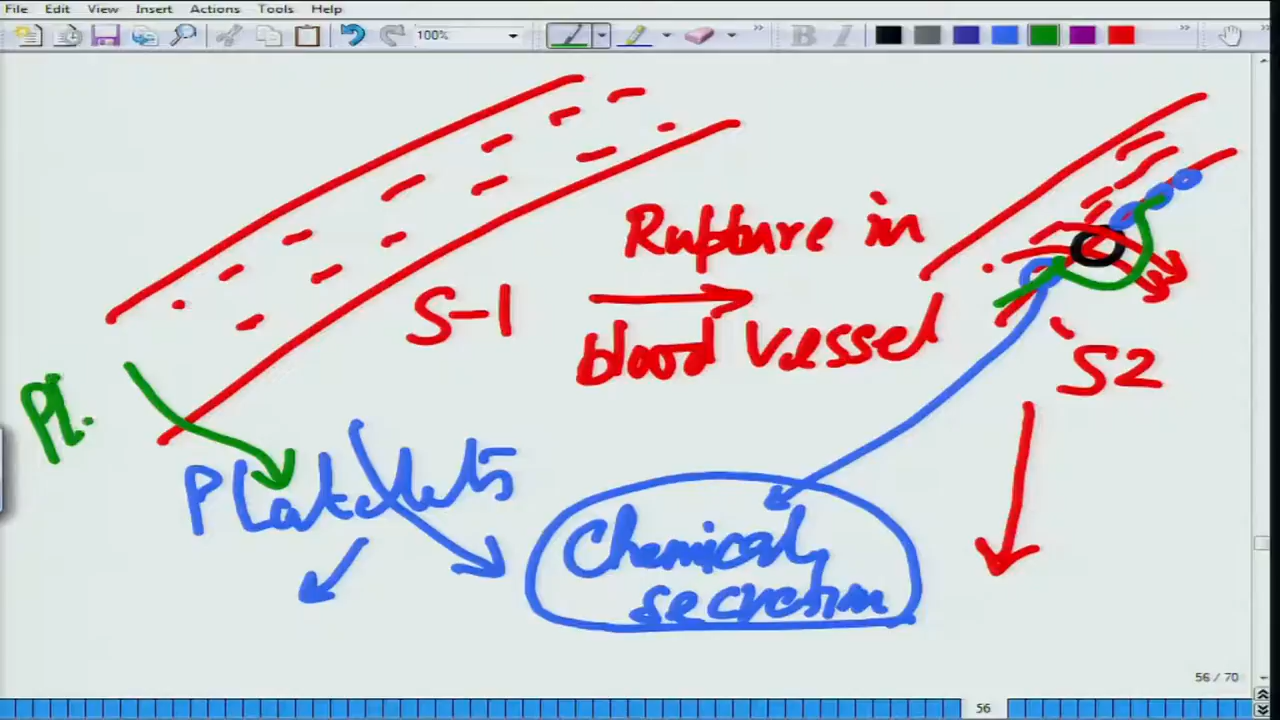 File Edit View Insert Actions Tools Help
100%
Rupture in
S-1
blood vessel
S2
Pl.
Platelets
Chemical
secretion
56 / 70
56